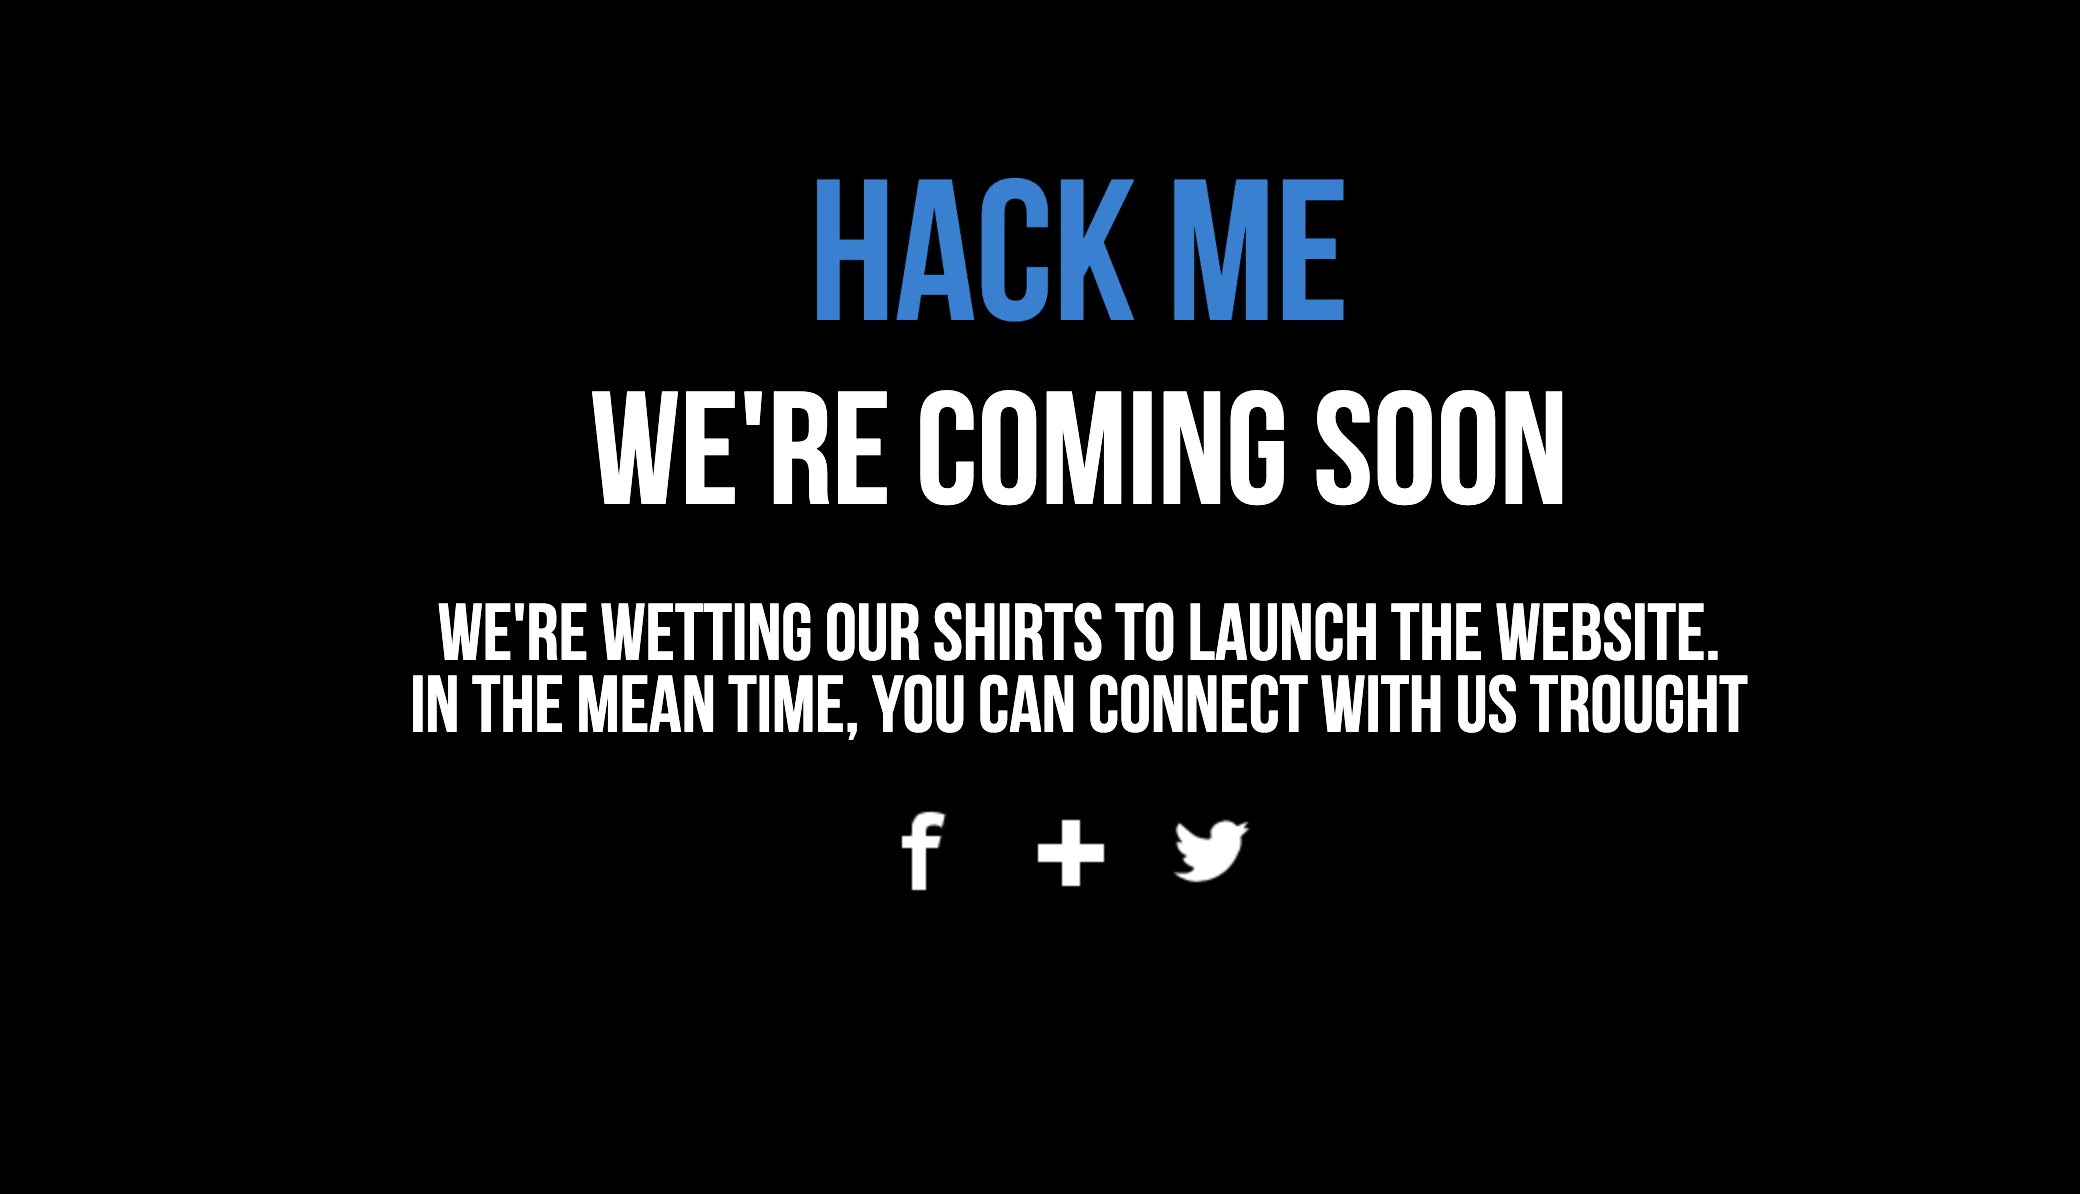 HACK ME
WE'RE COMING SOON
WE'RE WETTING OUR SHIRTS TO LAUNCH THE WEBSITE.
IN THE MEAN TIME, YOU CAN CONNECT WITH US TROUGHT